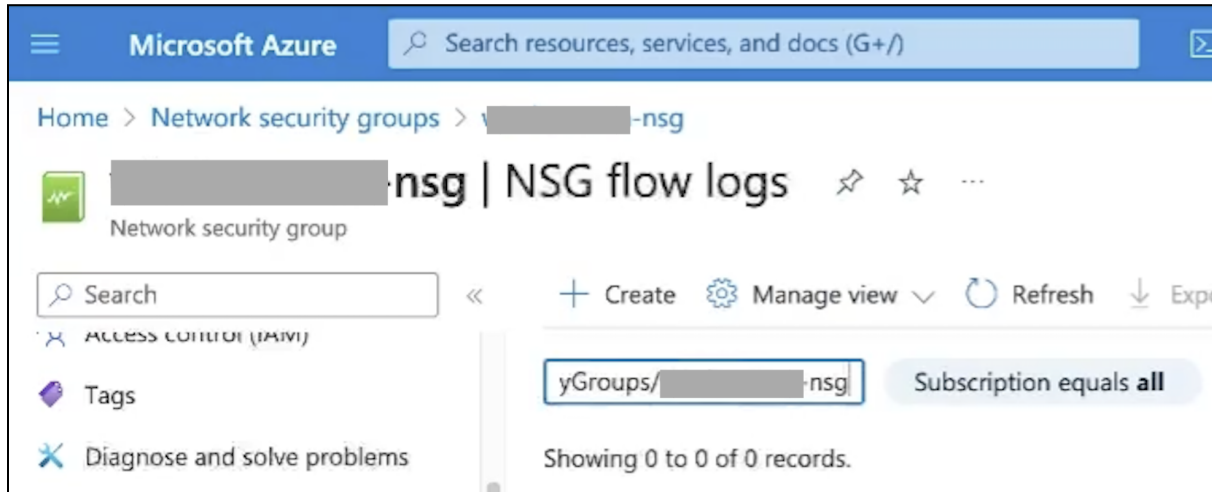 Microsoft Azure
Search resources, services, and docs (G+/)
Home > Network security groups > -nsg
-nsg | NSG flow logs
Network security group
Search
«
+ Create
Manage view
Refresh
Access control (IAM)
Tags
Diagnose and solve problems
yGroups/ -nsg
Subscription equals all
Showing 0 to 0 of 0 records.